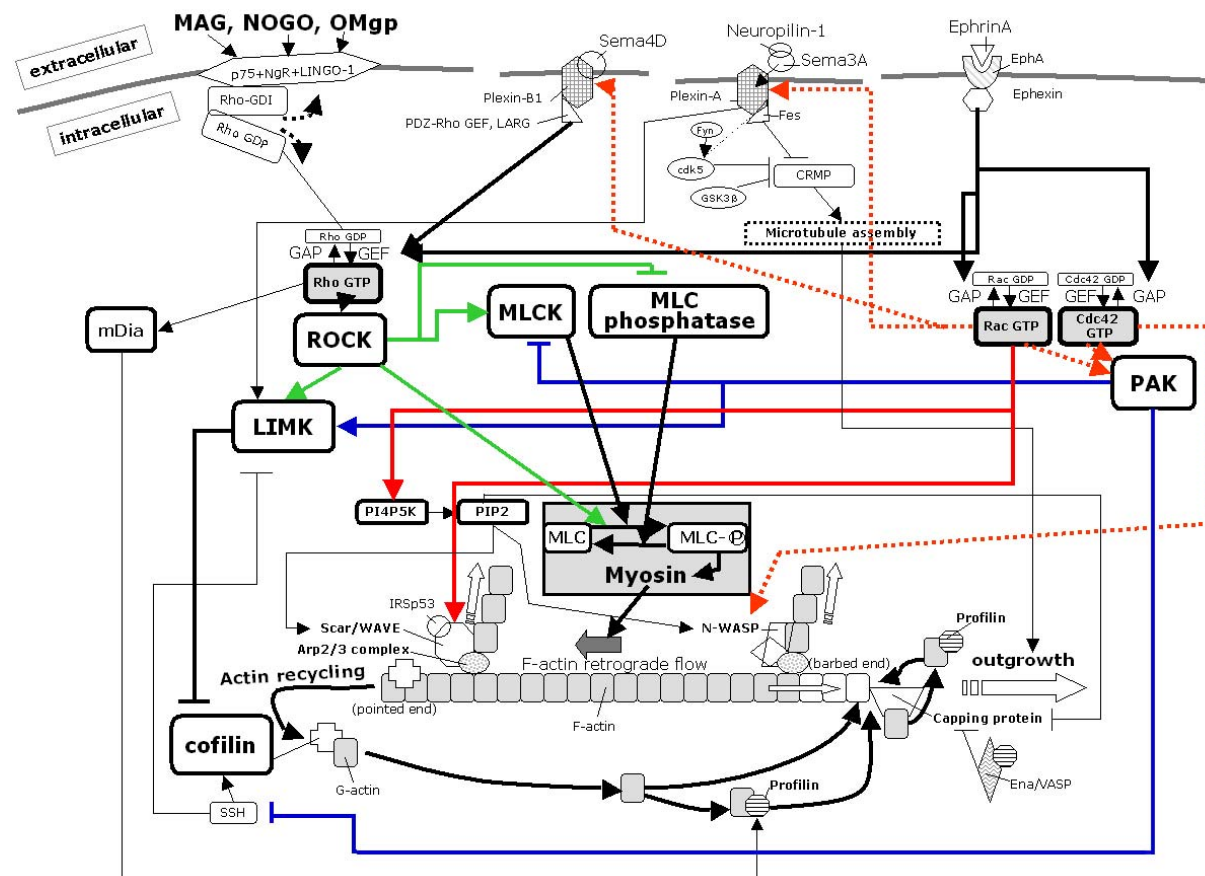 MAG, NOGO, OMgp
extracellular
p75+NgR+LINGO-1
Rho-GDI
intracellular
Rho GDP
Sema4D
Plexin-B1
PDZ-Rho GEF, LARG
Neuropilin-1
Sema3A
Plexin-A
Fes
Fyn
cdk5
GSK3β
CRMP
Microtubule assembly
EphrinA
EphA
Ephexin
Rho GDP
GAP
GEF
Rho GTP
mDia
ROCK
MLCK
MLC
phosphatase
Rac GDP
GAP
GEF
Rac GTP
Cdc42 GDP
GEF
GAP
Cdc42
GTP
PAK
LIMK
PI4P5K
PIP2
MLC
MLC-P
Myosin
IRSp53
Scar/WAVE
Arp2/3 complex
N-WASP
Profilin
F-actin retrograde flow
(barbed end)
outgrowth
Actin recycling
(pointed end)
F-actin
Capping protein
cofilin
G-actin
Profilin
Ena/VASP
SSH